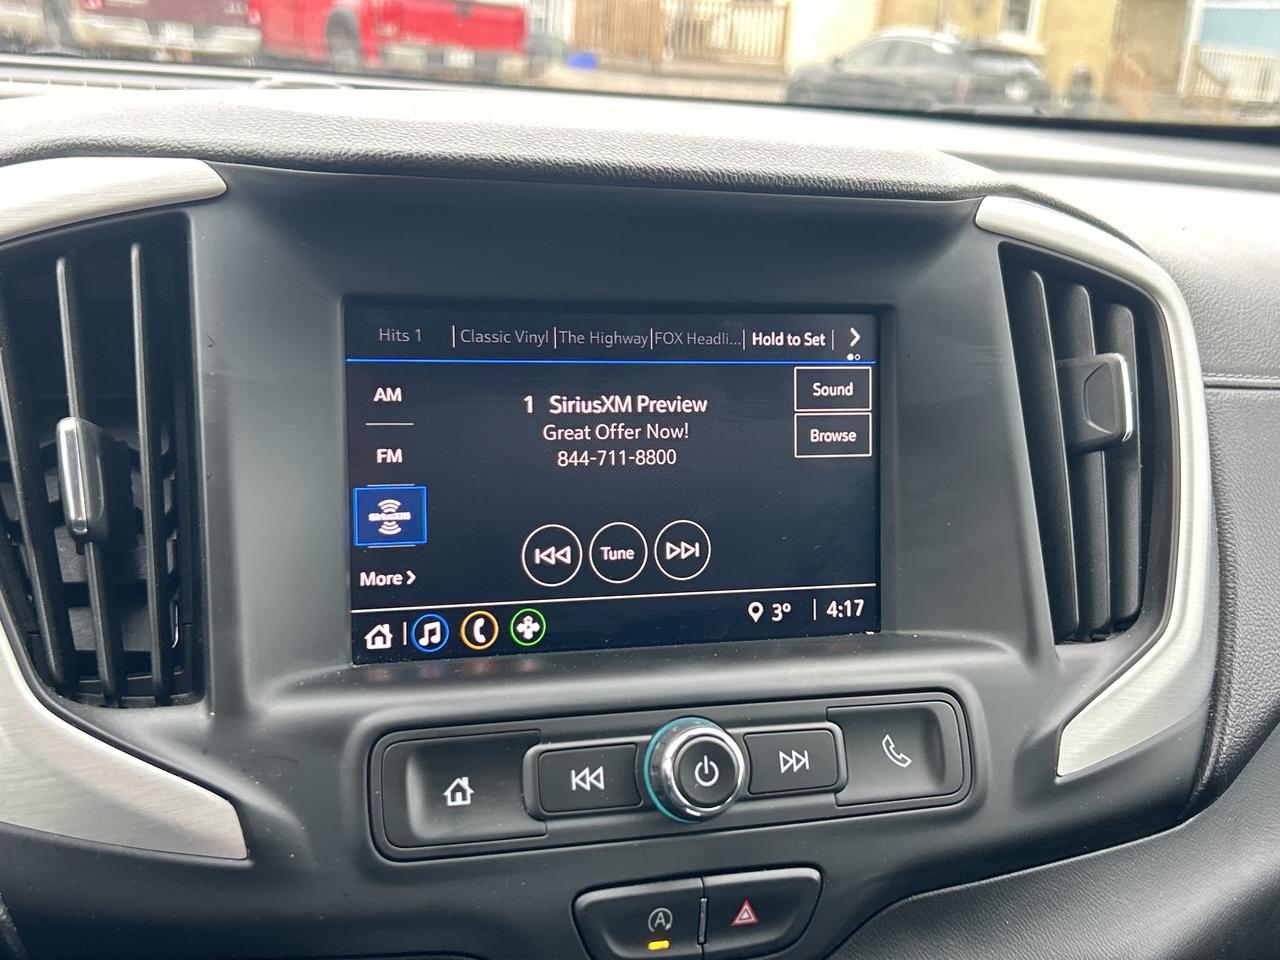 Hits 1
Classic Vinyl
The Highway
FOX Headli...
Hold to Set
AM
1 SiriusXM Preview
Sound
Great Offer Now!
Browse
FM
844-711-8800
SiriusXM
Tune
More
3°
4:17
A